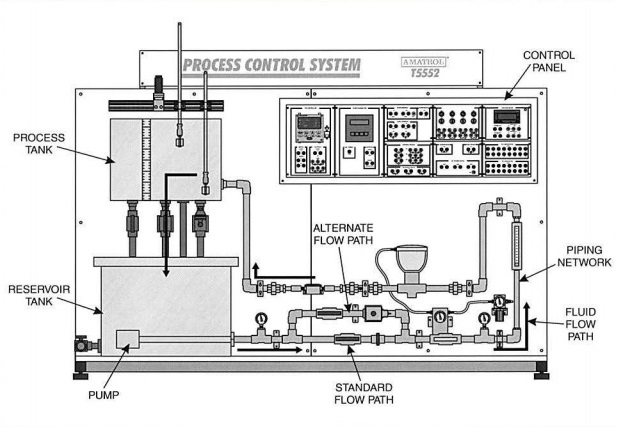 PROCESS CONTROL SYSTEM
AMATROL
T5552
CONTROL
PANEL
PROCESS
TANK
ALTERNATE
FLOW PATH
PIPING
NETWORK
RESERVOIR
TANK
FLUID
FLOW
PATH
PUMP
STANDARD
FLOW PATH